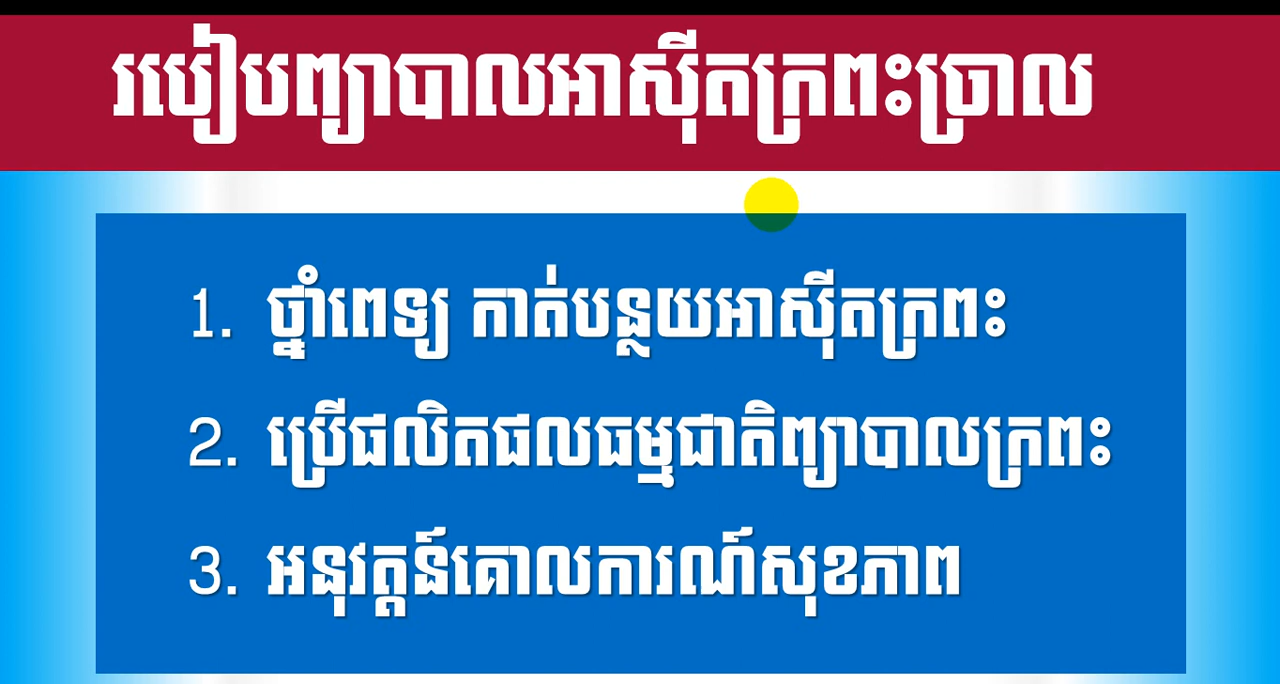 របៀបព្យាបាលអាស៊ីតក្រពះច្រាល
1. ថ្នាំពេទ្យ កាត់បន្ថយអាស៊ីតក្រពះ
2. ប្រើផលិតផលធម្មជាតិព្យាបាលក្រពះ
3. អនុវត្តន៍គោលការណ៍សុខភាព